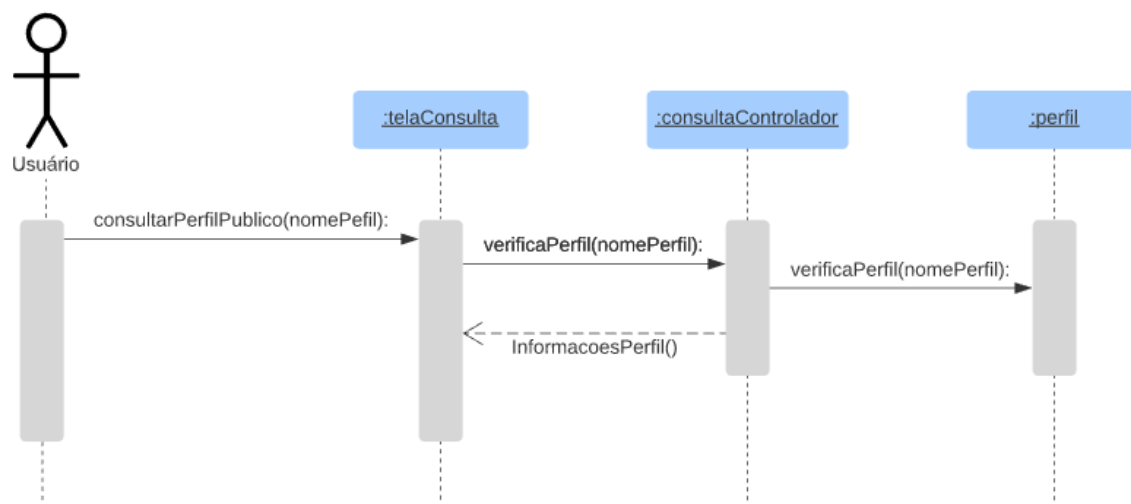 :telaConsulta
:consultaControlador
:perfil
Usuário
consultarPerfilPublico(nomePefil):
verificaPerfil(nomePerfil):
verificaPerfil(nomePerfil):
InformacoesPerfil()